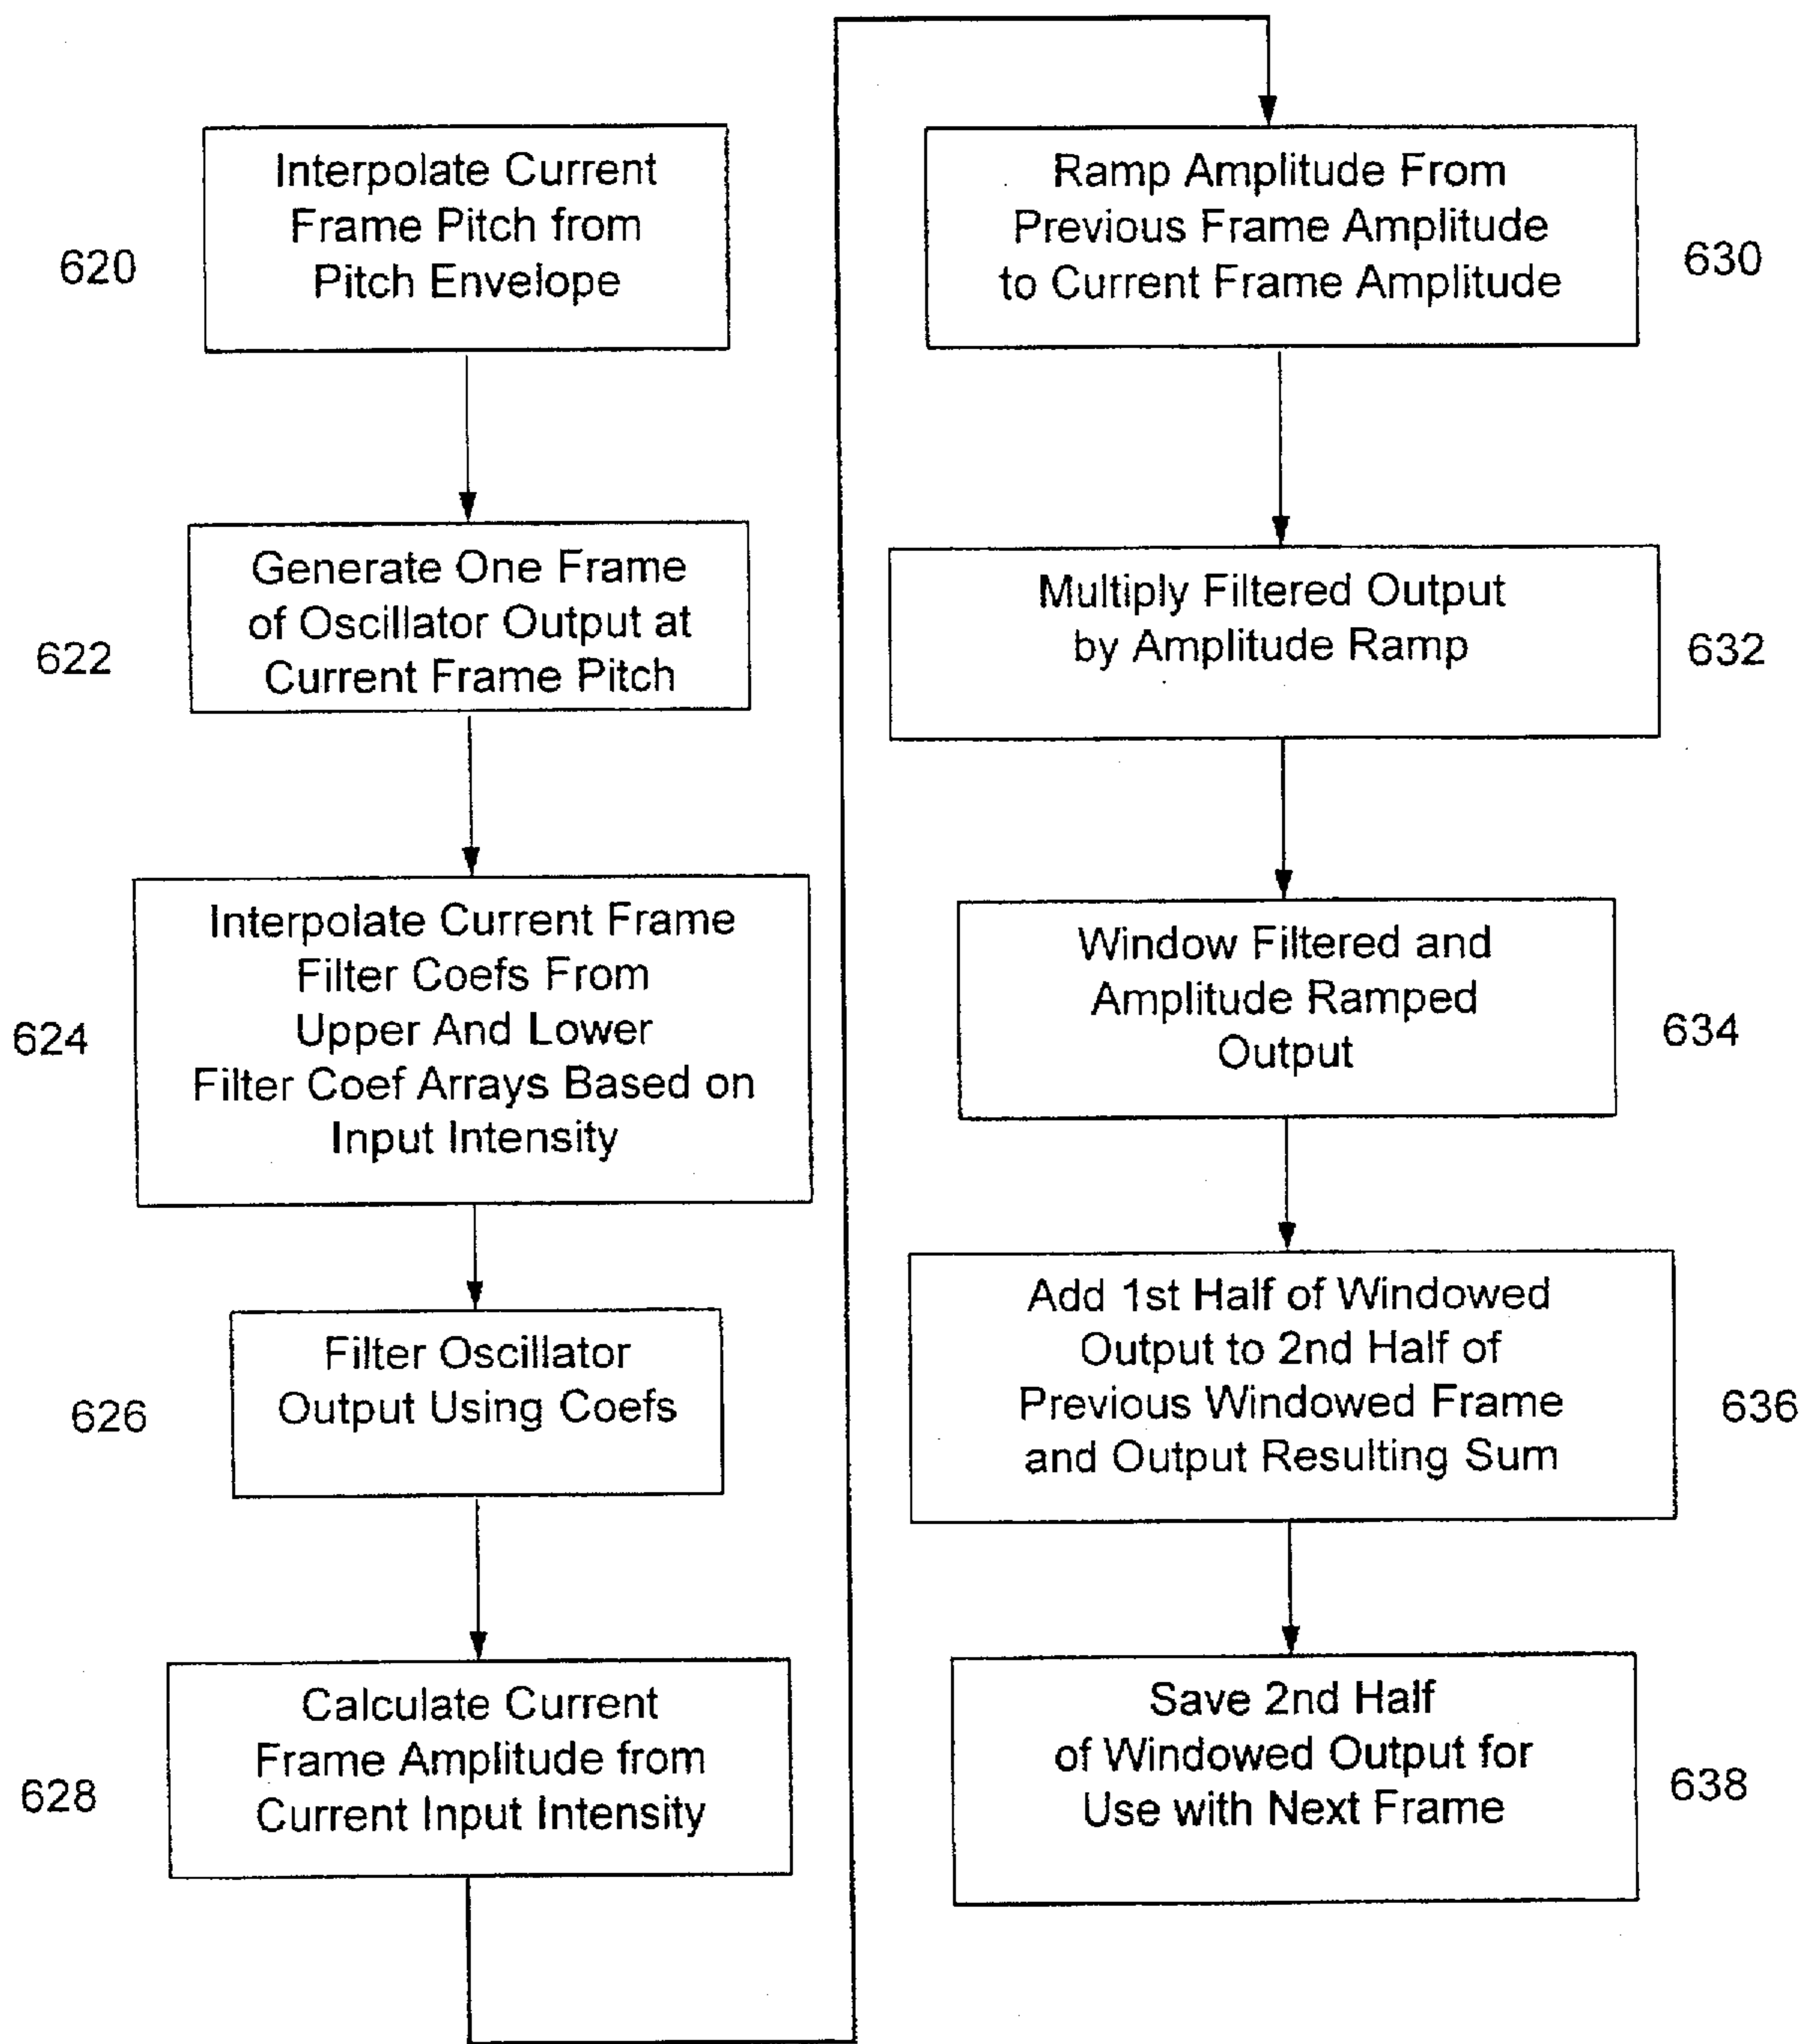 Interpolate Current
Frame Pitch from
Pitch Envelope
620
Generate One Frame
of Oscillator Output at
Current Frame Pitch
622
Interpolate Current Frame
Filter Coefs From
Upper And Lower
Filter Coef Arrays Based on
Input Intensity
624
Filter Oscillator
Output Using Coefs
626
Calculate Current
Frame Amplitude from
Current Input Intensity
628
Ramp Amplitude From
Previous Frame Amplitude
to Current Frame Amplitude
630
Multiply Filtered Output
by Amplitude Ramp
632
Window Filtered and
Amplitude Ramped
Output
634
Add 1st Half of Windowed
Output to 2nd Half of
Previous Windowed Frame
and Output Resulting Sum
636
Save 2nd Half
of Windowed Output for
Use with Next Frame
638